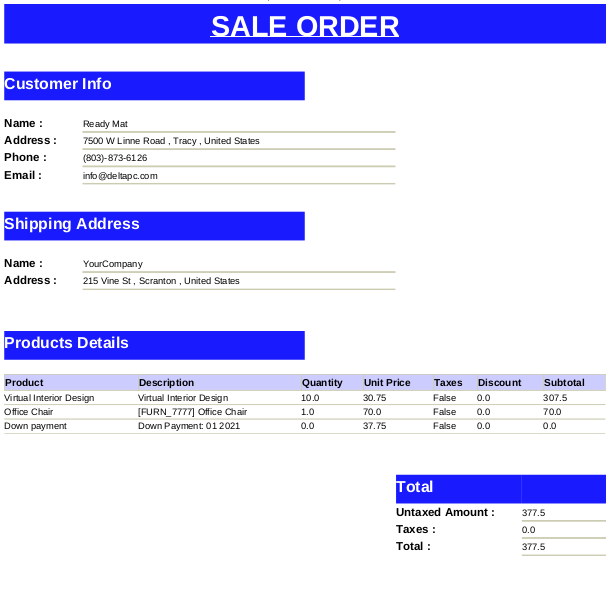 SALE ORDER
Customer Info
Name : Ready Mat
Address : 7500 W Linne Road , Tracy , United States
Phone : (803)-873-6126
Email : info@deltapc.com
Shipping Address
Name : YourCompany
Address : 215 Vine St , Scranton , United States
Products Details
Product Description Quantity Unit Price Taxes Discount Subtotal
Virtual Interior Design Virtual Interior Design 10.0 30.75 False 0.0 307.5
Office Chair [FURN_7777] Office Chair 1.0 70.0 False 0.0 70.0
Down payment Down Payment: 01 2021 0.0 37.75 False 0.0 0.0
Total
Untaxed Amount : 377.5
Taxes : 0.0
Total : 377.5